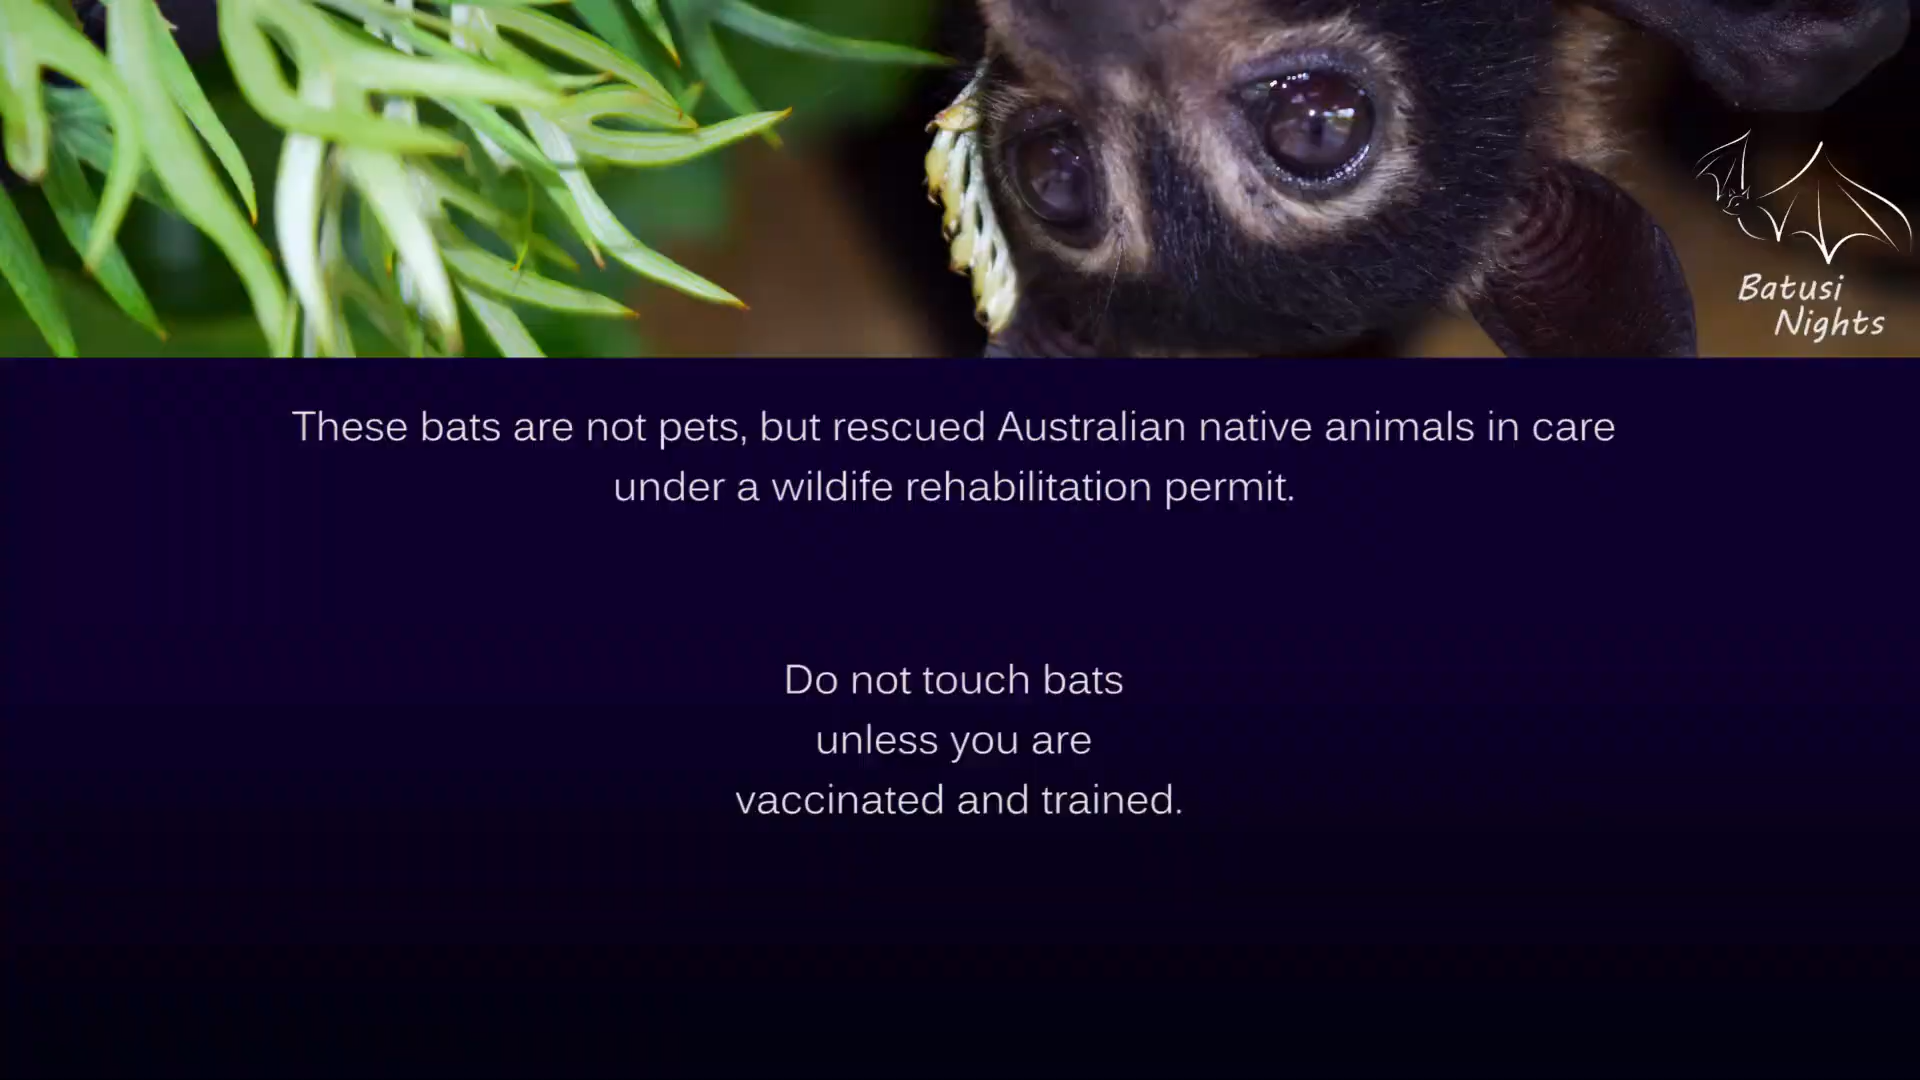 Batusi
Nights
These bats are not pets, but rescued Australian native animals in care
under a wildife rehabilitation permit.
Do not touch bats
unless you are
vaccinated and trained.